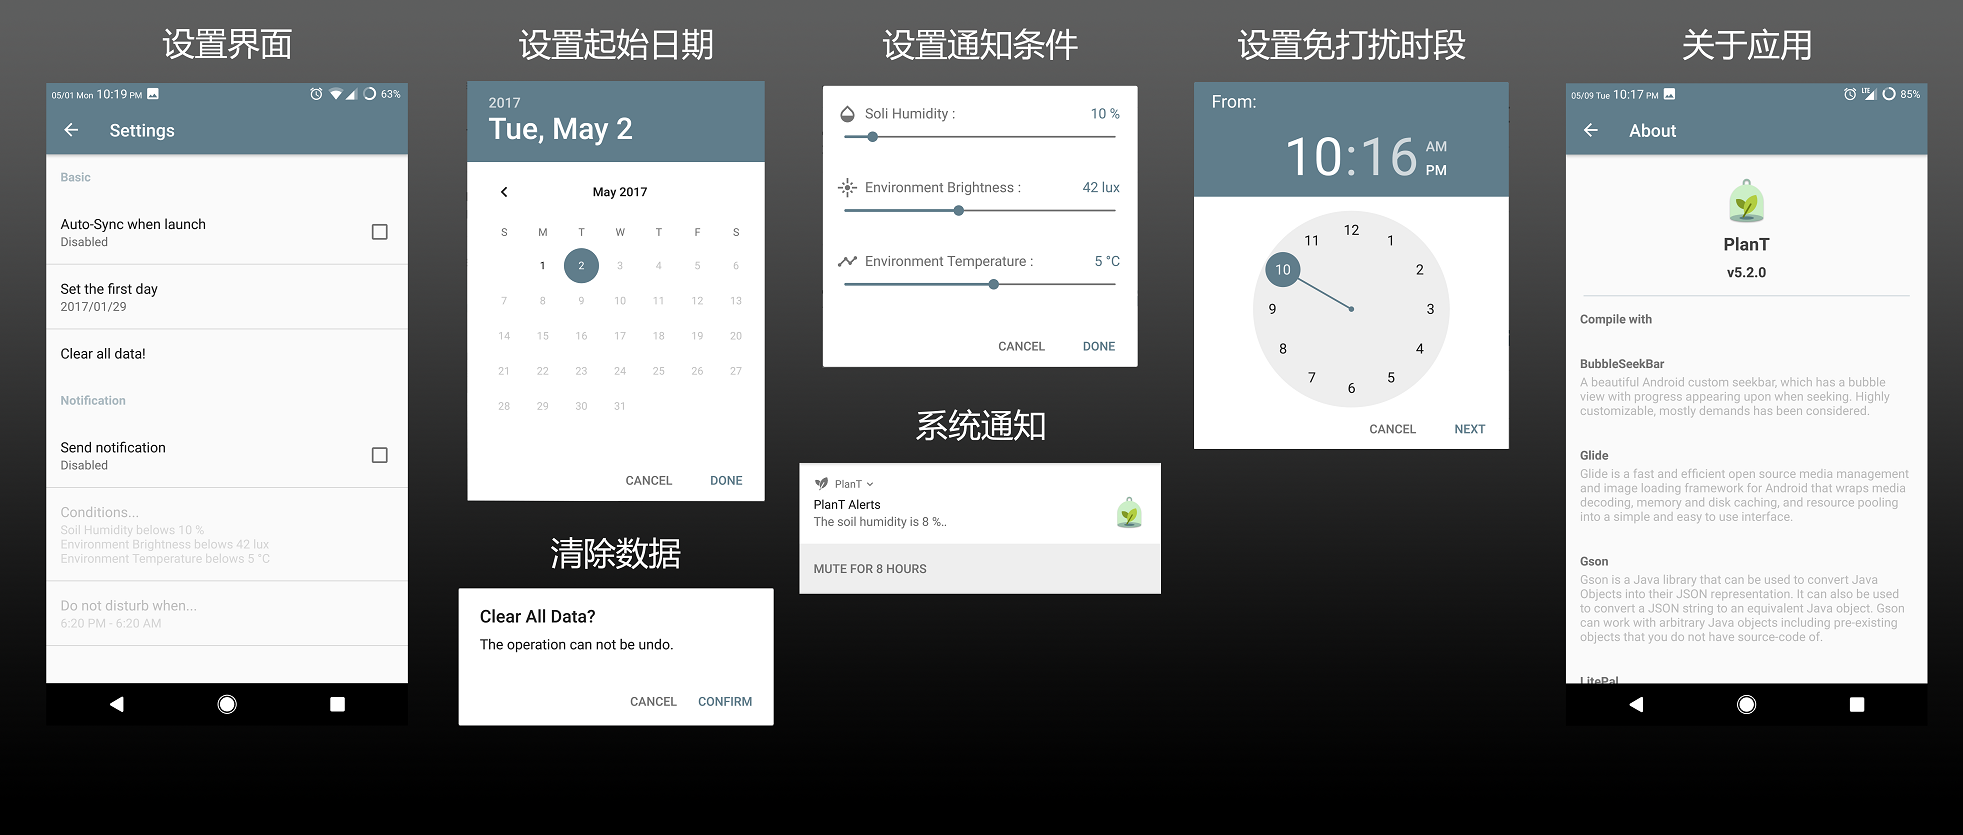 设置界面
05/01 Mon 10:19 PM
63%
Settings
Basic
Auto-Sync when launch
Disabled
Set the first day
2017/01/29
Clear all data!
Notification
Send notification
Disabled
Conditions...
Soil Humidity belows 10 %
Environment Brightness belows 42 lux
Environment Temperature belows 5 °C
Do not disturb when...
6:20 PM - 6:20 AM
设置起始日期
2017
Tue, May 2
May 2017
S M T W T F S
1 2 3 4 5 6
7 8 9 10 11 12 13
14 15 16 17 18 19 20
21 22 23 24 25 26 27
28 29 30 31
CANCEL DONE
清除数据
Clear All Data?
The operation can not be undo.
CANCEL CONFIRM
设置通知条件
Soli Humidity : 10 %
Environment Brightness : 42 lux
Environment Temperature : 5 °C
CANCEL DONE
系统通知
PlanT
PlanT Alerts
The soil humidity is 8 %..
MUTE FOR 8 HOURS
设置免打扰时段
From:
10:16 AM
PM
12
11 1
10 2
9 3
8 4
7 5
6
CANCEL NEXT
关于应用
05/09 Tue 10:17 PM
LTE 85%
About
PlanT
v5.2.0
Compile with
BubbleSeekBar
A beautiful Android custom seekbar, which has a bubble
view with progress appearing upon when seeking. Highly
customizable, mostly demands has been considered.
Glide
Glide is a fast and efficient open source media management
and image loading framework for Android that wraps media
decoding, memory and disk caching, and resource pooling
into a simple and easy to use interface.
Gson
Gson is a Java library that can be used to convert Java
Objects into their JSON representation. It can also be used
to convert a JSON string to an equivalent Java object. Gson
can work with arbitrary Java objects including pre-existing
objects that you do not have source-code of.
LitePal